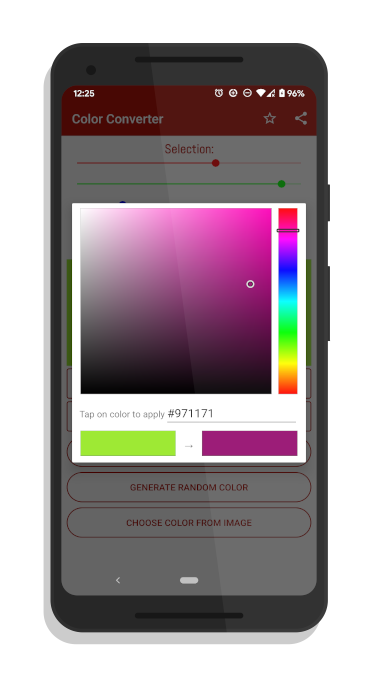 12:25 96%
Color Converter
Selection:
Tap on color to apply #971171
→
GENERATE RANDOM COLOR
CHOOSE COLOR FROM IMAGE